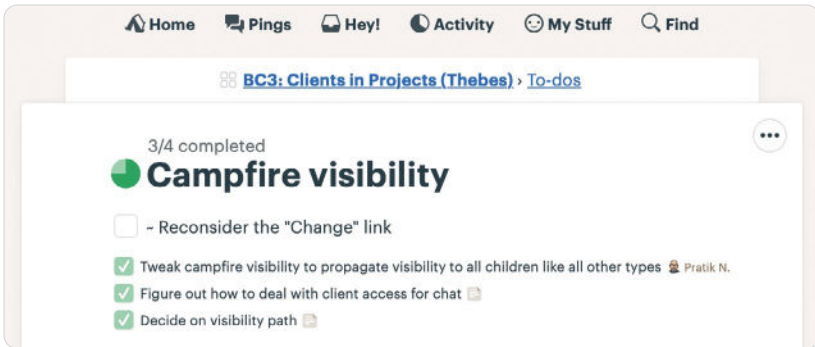 Home Pings Hey! Activity My Stuff Find
BC3: Clients in Projects (Thebes) › To-dos
3/4 completed
Campfire visibility
~ Reconsider the "Change" link
Tweak campfire visibility to propagate visibility to all children like all other types Pratik N.
Figure out how to deal with client access for chat
Decide on visibility path